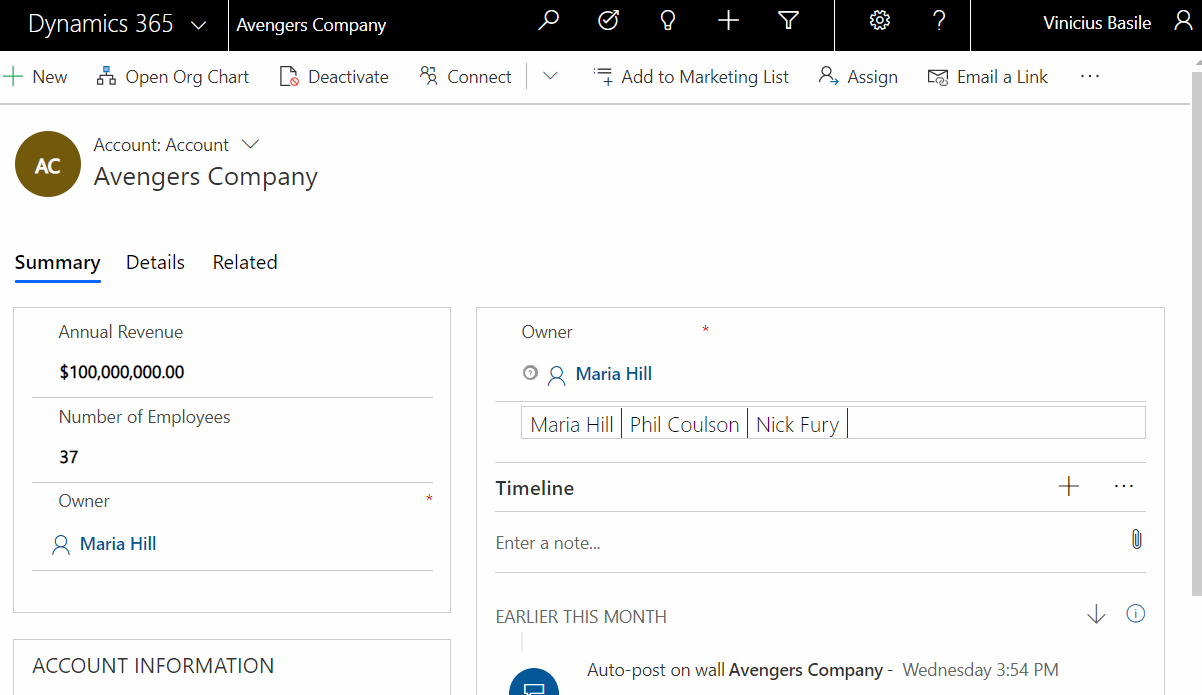 Dynamics 365 Avengers Company Vinicius Basile
New Open Org Chart Deactivate Connect Add to Marketing List Assign Email a Link ...
AC
Account: Account
Avengers Company
Summary Details Related
Annual Revenue
$100,000,000.00
Number of Employees
37
Owner *
Maria Hill
ACCOUNT INFORMATION
Owner *
Maria Hill
Maria Hill Phil Coulson Nick Fury
Timeline ...
Enter a note...
EARLIER THIS MONTH
Auto-post on wall Avengers Company - Wednesday 3:54 PM